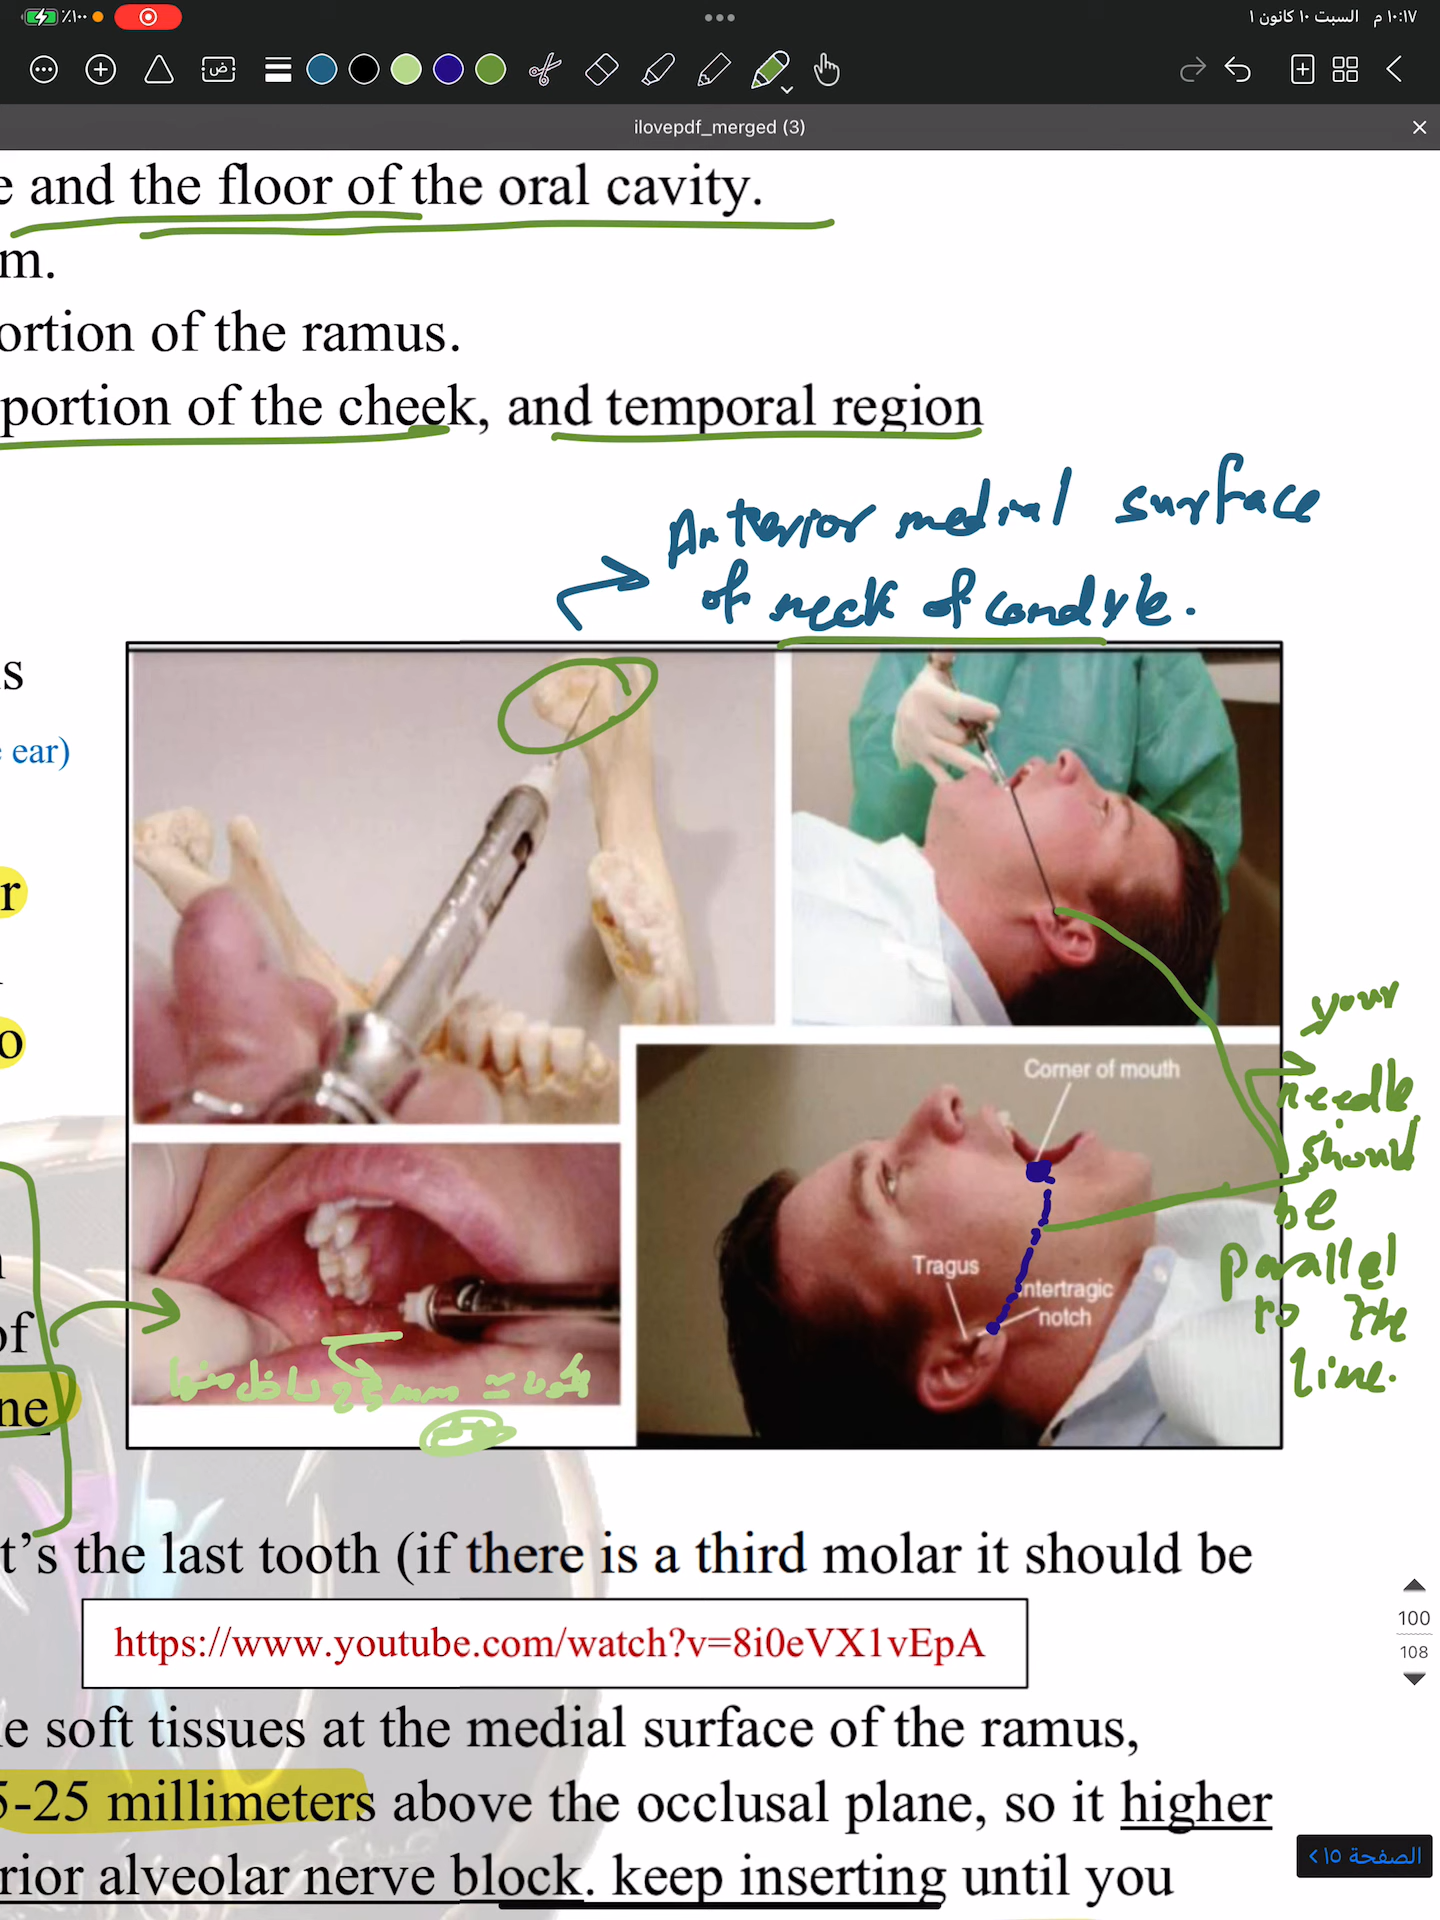 ٪١٠٠
١٠:١٧ م السبت ١٠ كانون ١
ض
ilovepdf_merged (3)
e and the floor of the oral cavity.
m.
ortion of the ramus.
portion of the cheek, and temporal region
Anterior medial surface
of neck of condyle.
s
e ear)
r
o
Corner of mouth
Tragus
ntertragic
notch
your
needle
should
be
parallel
to the
line.
25 mm ≈
of
ne
t’s the last tooth (if there is a third molar it should be
https://www.youtube.com/watch?v=8i0eVX1vEpA
100
108
e soft tissues at the medial surface of the ramus,
5-25 millimeters above the occlusal plane, so it higher
الصفحة ١٥
rior alveolar nerve block. keep inserting until you